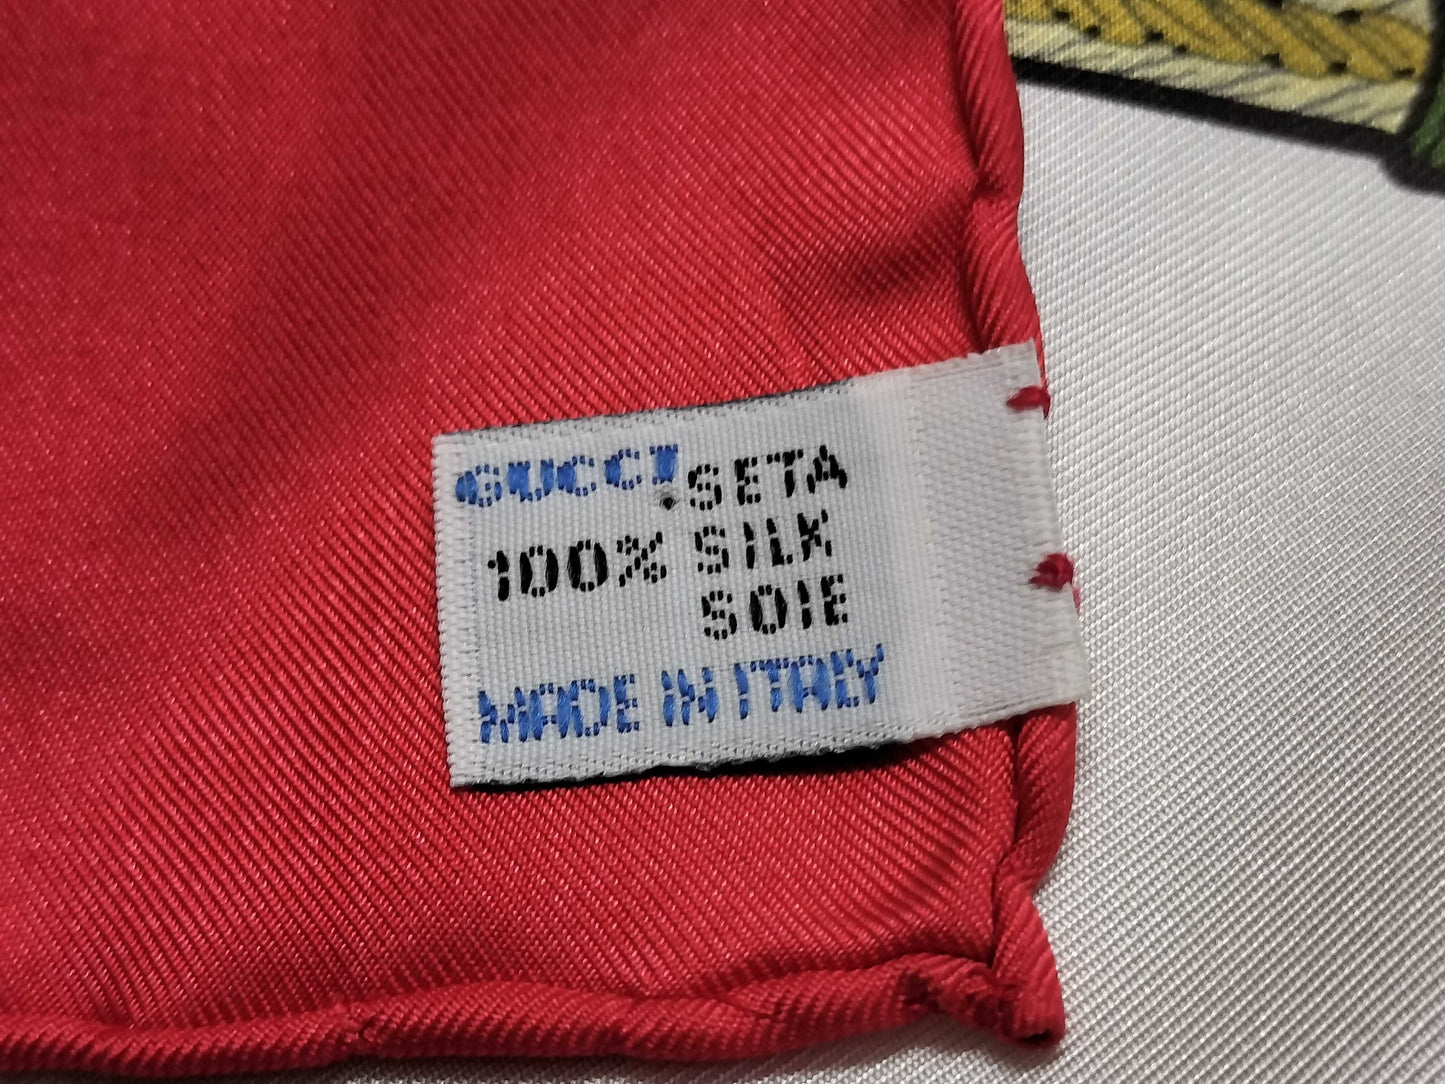 GUCCI
SETA
100% SILK
SOIE
MADE IN ITALY